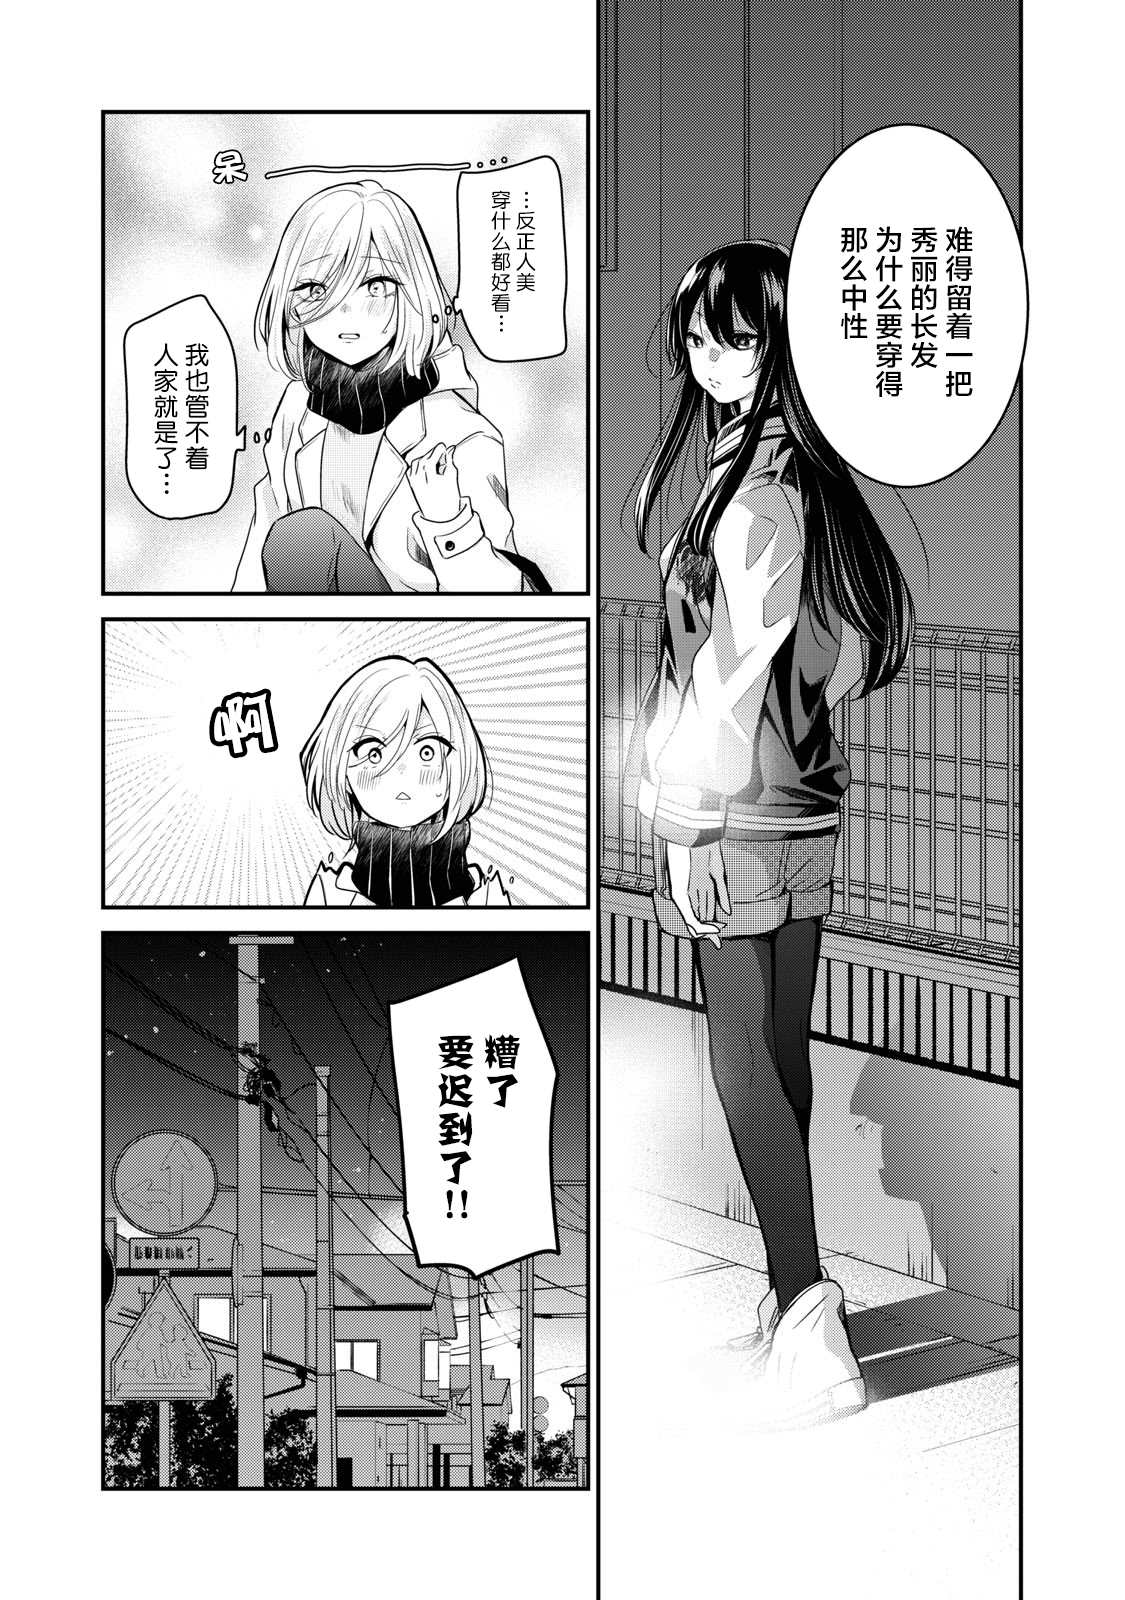 难得留着一把
秀丽的长发
为什么要穿得
那么中性
…反正人美
穿什么都好看…
呆
我也管不着
人家就是了…
啊
糟了
要迟到了!!